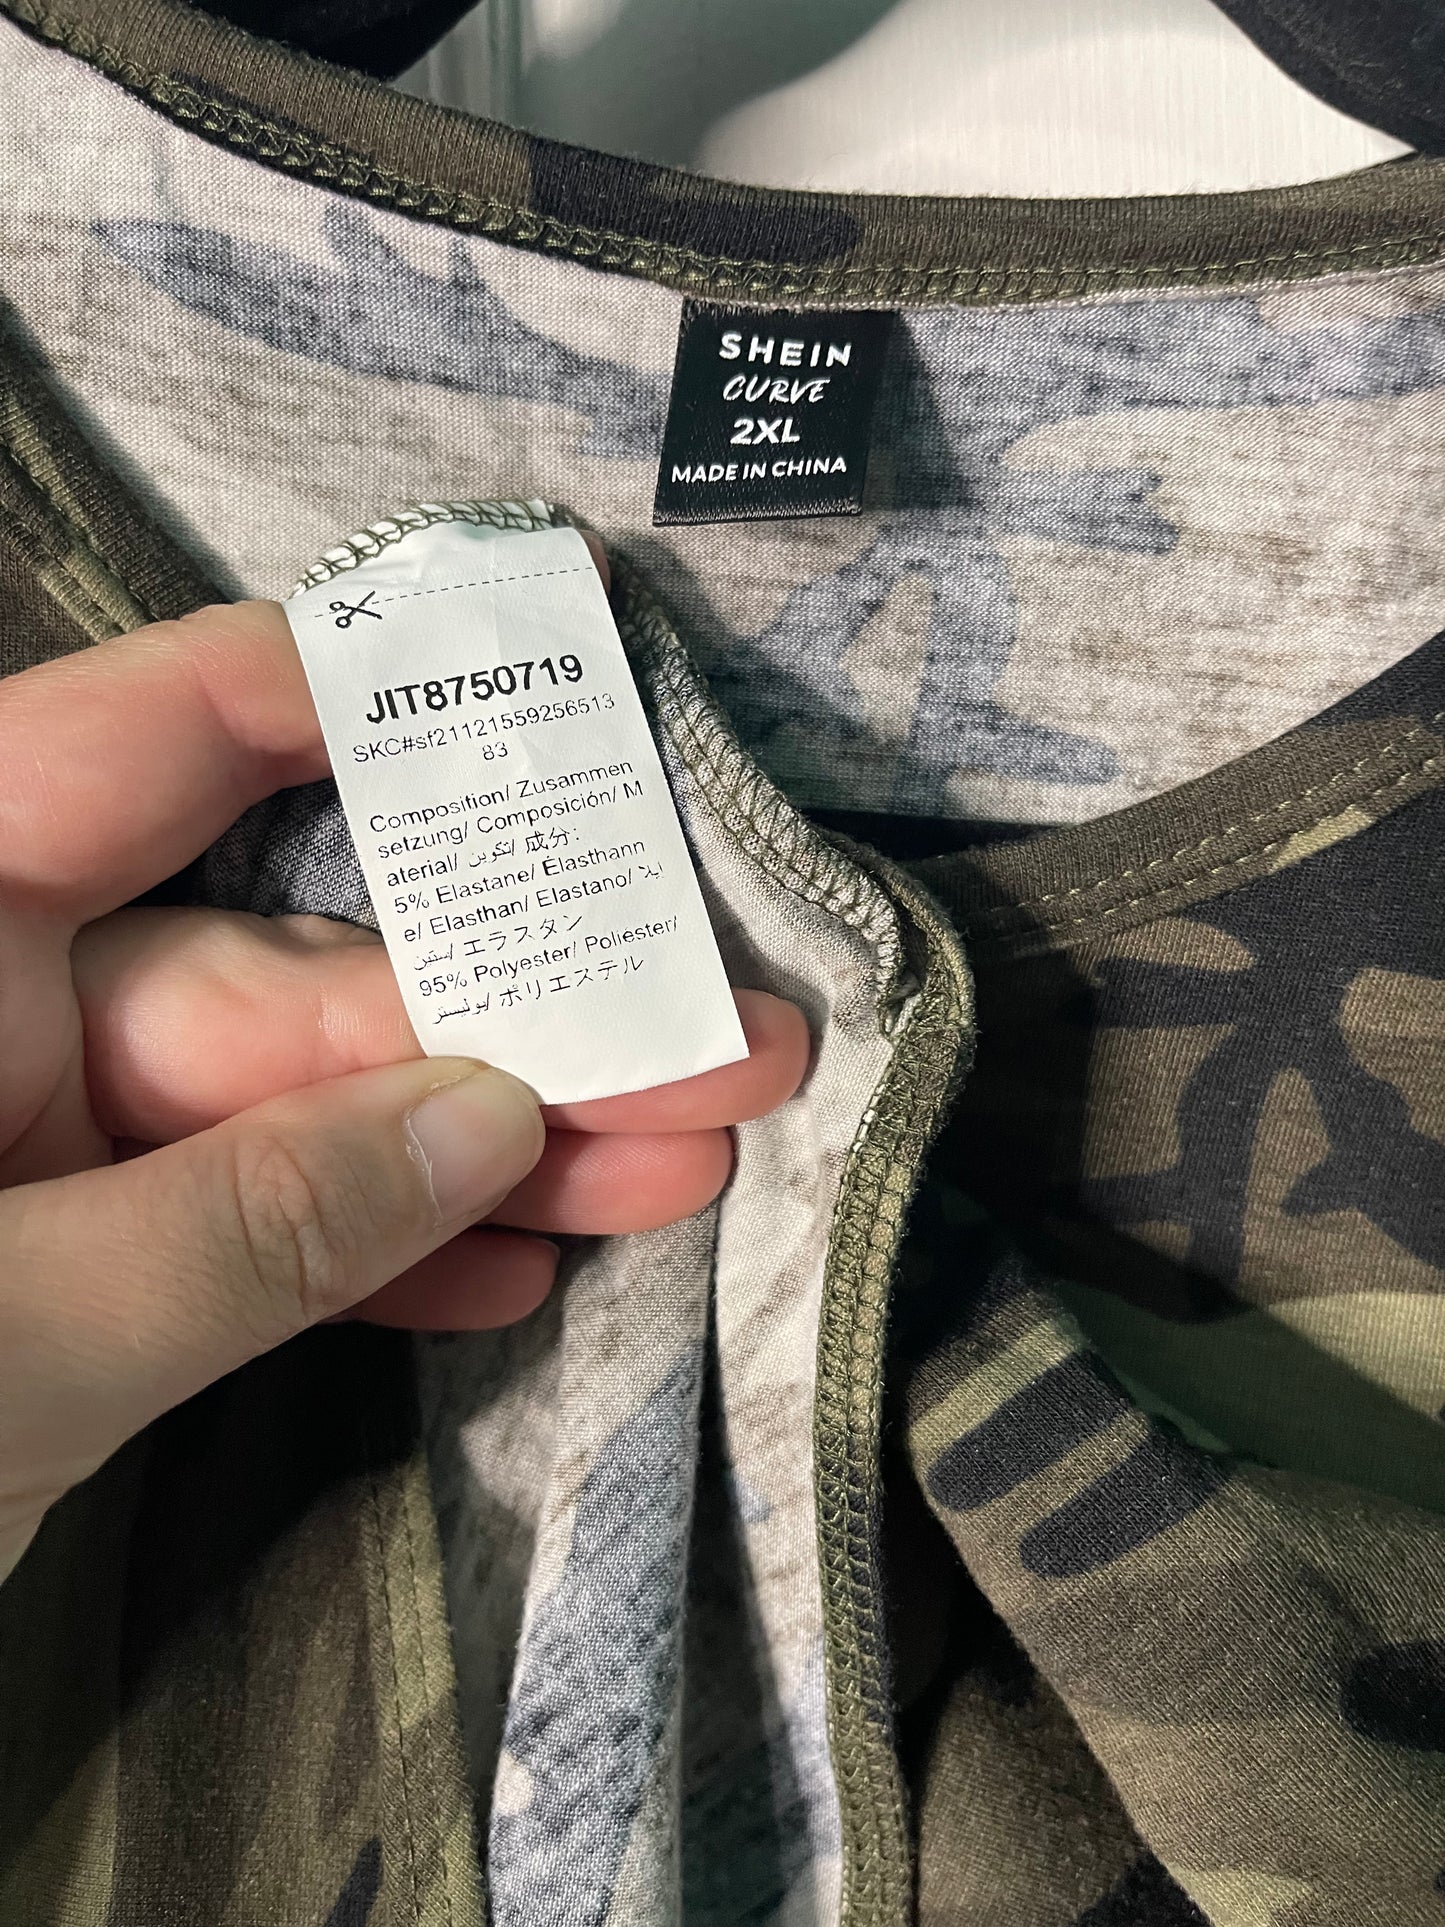 SHEIN
CURVE
2XL
MADE IN CHINA
JIT8750719
SKC#sf21121559256513
83
Composition/ Zusammen
setzung/ Composición/ M
aterial/ تكوين/ 成分:
5% Elastane/ Élasthann
e/ Elasthan/ Elastano/ إيلا
ستين/ エラスタン
95% Polyester/ Poliéster/
بوليستر/ ポリエステル